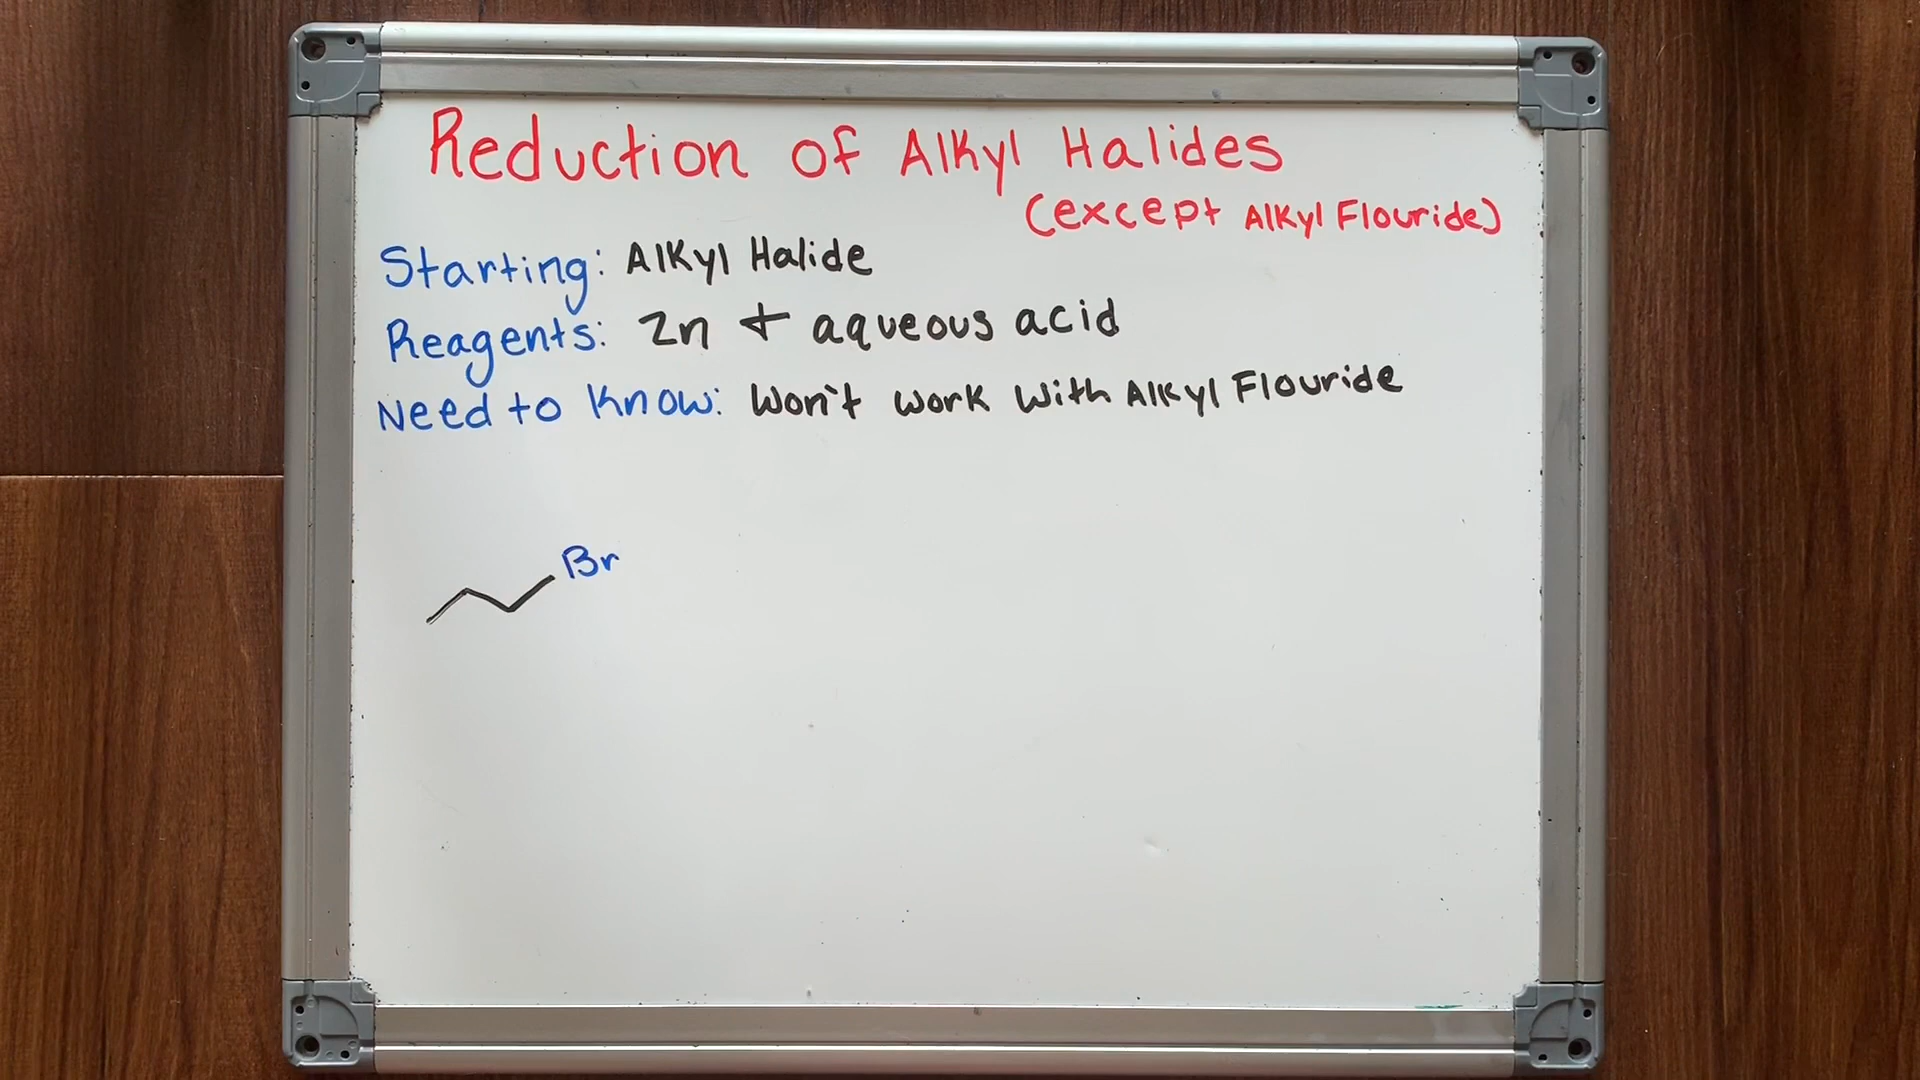 Reduction of Alkyl Halides
(except Alkyl Flouride)
Starting: Alkyl Halide
Reagents: Zn + aqueous acid
Need to Know: Won't work with Alkyl Flouride
Br